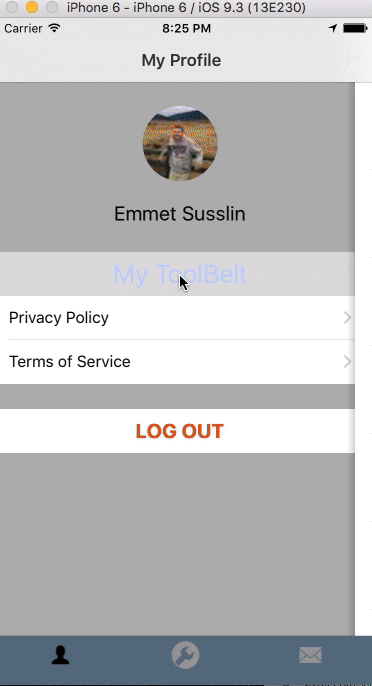 iPhone 6 - iPhone 6 / iOS 9.3 (13E230)
Carrier 8:25 PM
My Profile
Emmet Susslin
My ToolBelt
Privacy Policy
Terms of Service
LOG OUT